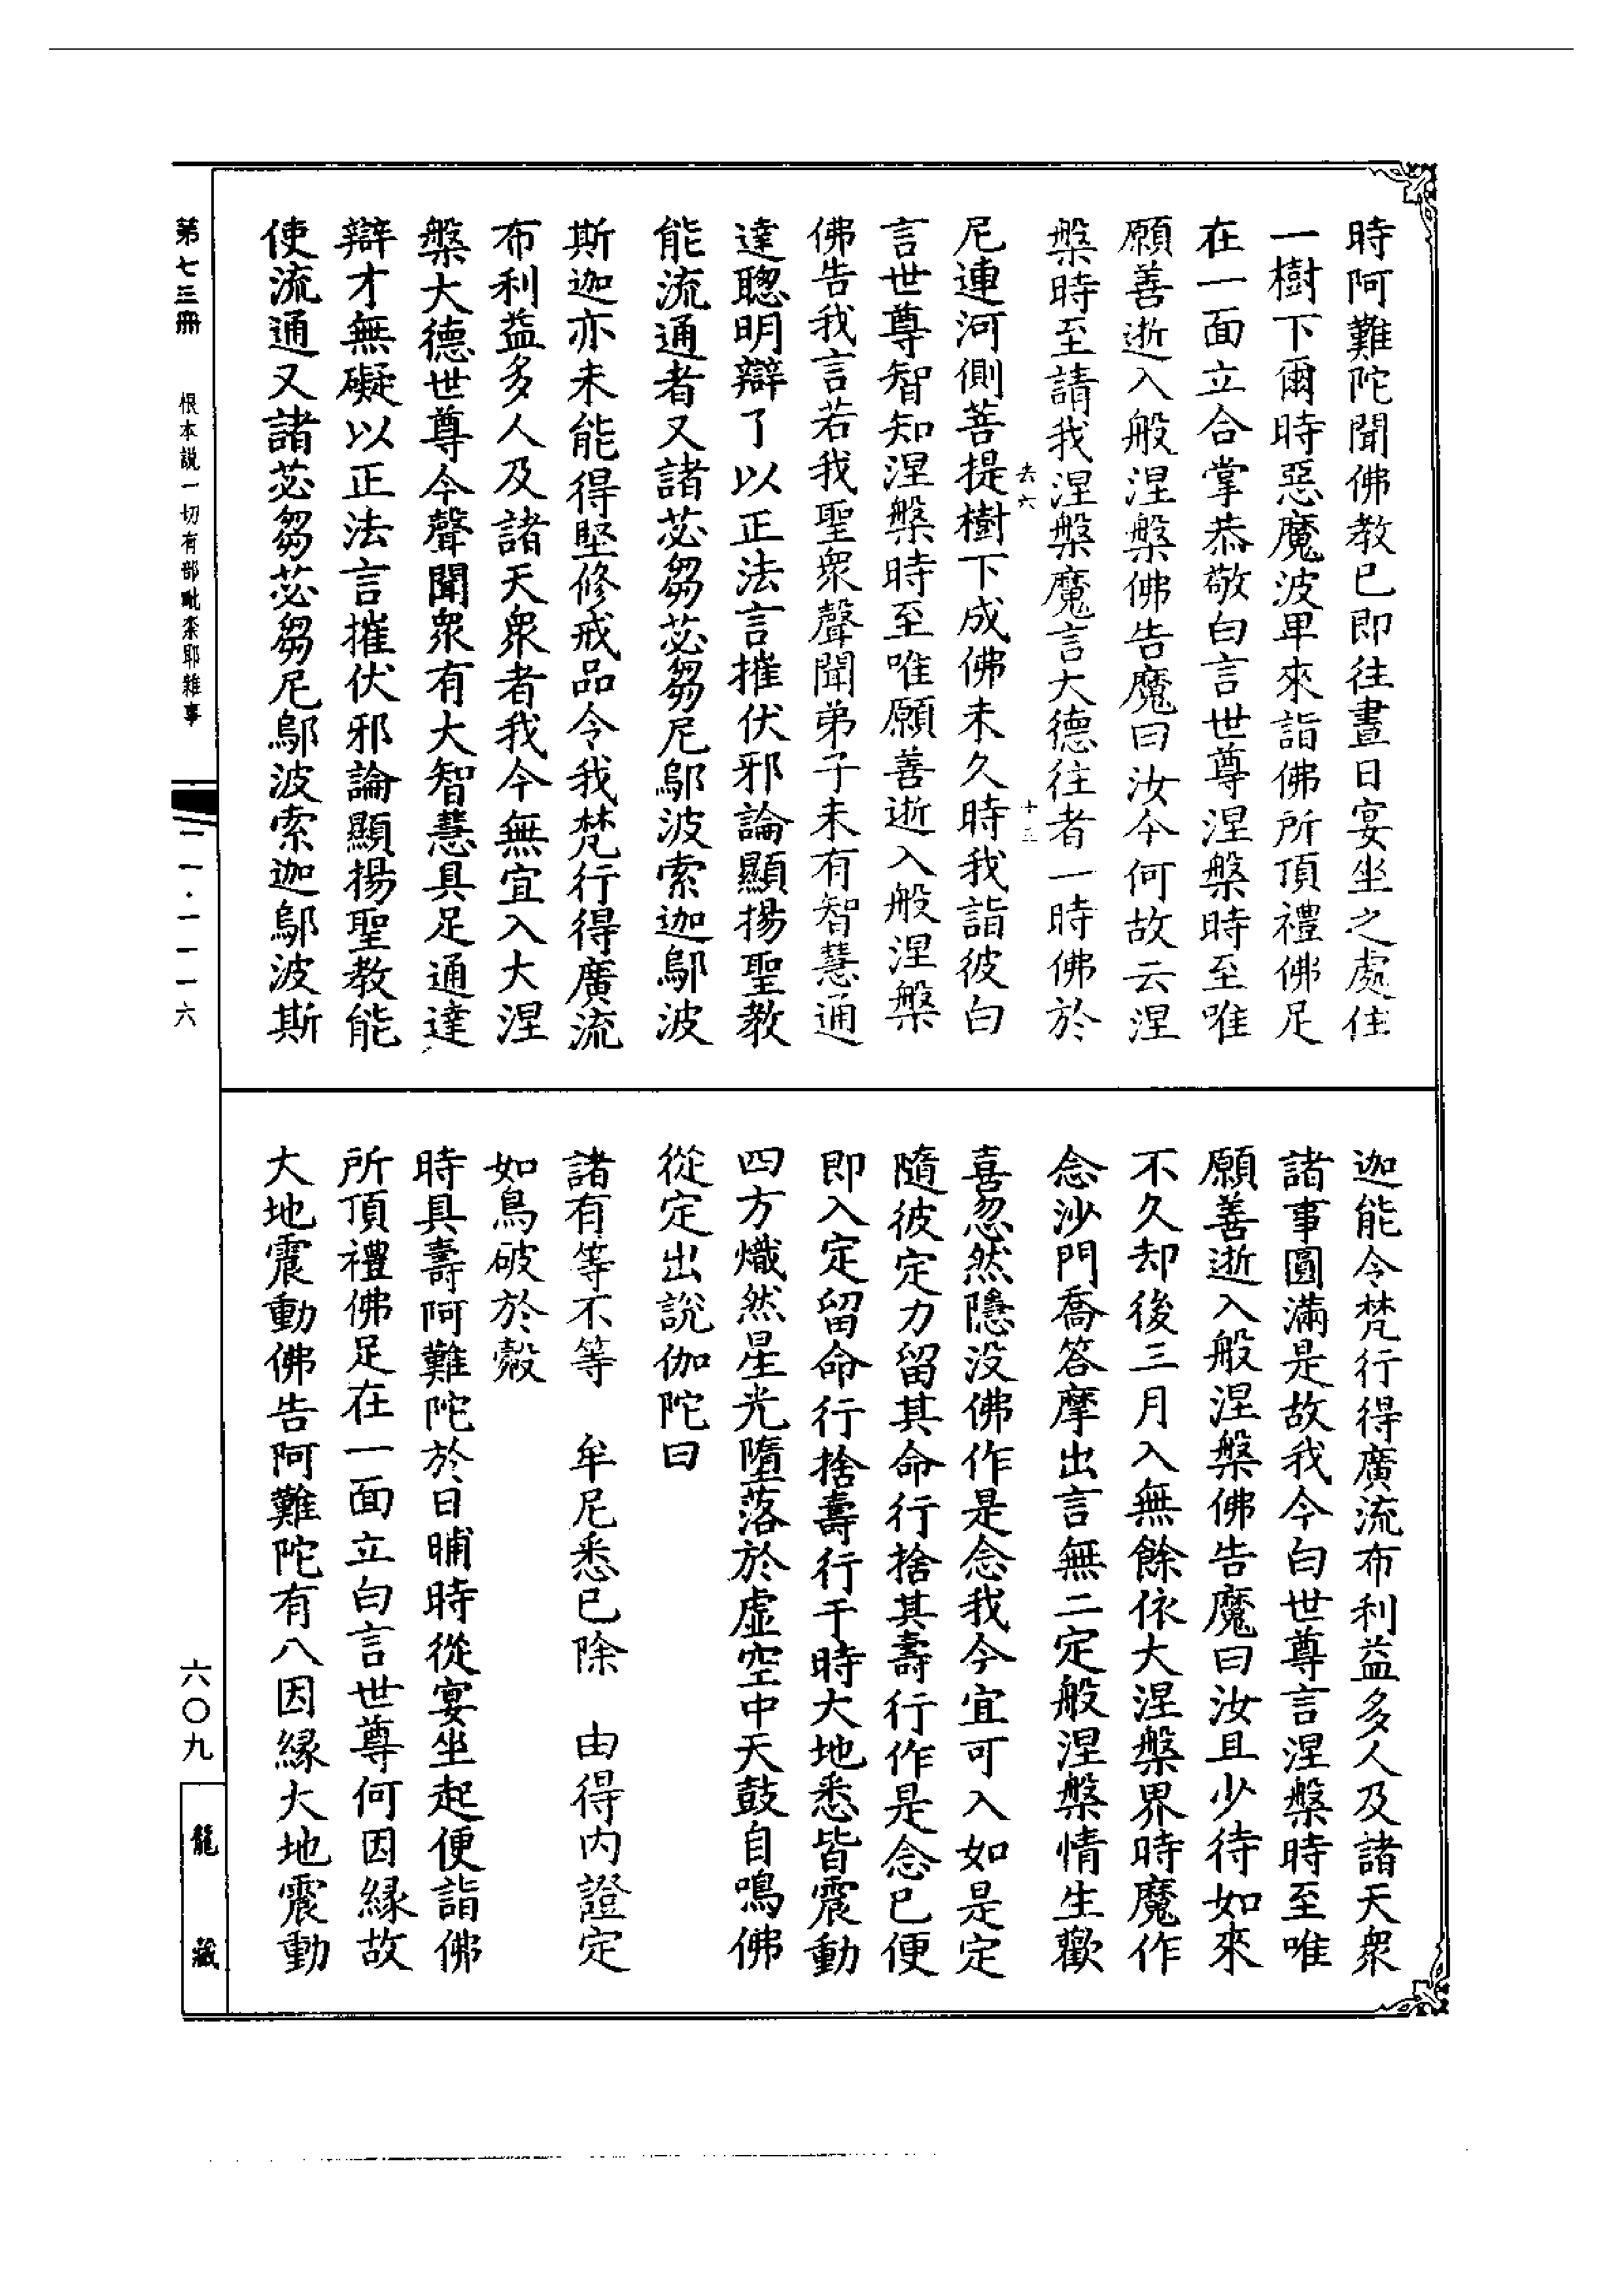 時阿難陀聞佛教已即往晝日宴坐之處住
一樹下爾時惡魔波卑來詣佛所頂禮佛足
在一面立合掌恭敬白言世尊涅槃時至唯
願善逝入般涅槃佛告魔曰汝今何故云涅
槃時至請我涅槃魔言大德往者一時佛於
尼連河側菩提樹下成佛未久時我詣彼白
言世尊智知涅槃時至唯願善逝入般涅槃
佛告我言若我聖衆聲聞弟子未有智慧通
達聰明辯了以正法言摧伏邪論顯揚聖教
能流通者又諸苾芻苾芻尼鄔波索迦鄔波
斯迦亦未能得堅修戒品令我梵行得廣流
布利益多人及諸天衆者我今無宜入大涅
槃大德世尊今聲聞衆有大智慧具足通達
辯才無礙以正法言摧伏邪論顯揚聖教能
使流通又諸苾芻苾芻尼鄔波索迦鄔波斯
迦能令梵行得廣流布利益多人及諸天衆
諸事圓滿是故我今白世尊言涅槃時至唯
願善逝入般涅槃佛告魔曰汝且少待如來
不久却後三月入無餘依大涅槃界時魔作
念沙門喬答摩出言無二定般涅槃情生歡
喜忽然隱没佛作是念我今宜可入如是定
隨彼定力留其命行捨其壽行作是念已便
即入定留命行捨壽行于時大地悉皆震動
四方熾然星光墮落於虛空中天鼓自鳴佛
從定出説伽陀曰
諸有等不等　牟尼悉已除　由得内證定
如鳥破於㲉
時具壽阿難陀於日晡時從宴坐起便詣佛
所頂禮佛足在一面立白言世尊何因緣故
大地震動佛告阿難陀有八因緣大地震動
第七三册　根本説一切有部毗奈耶雜事
一一·一一一六
六〇九
龍藏